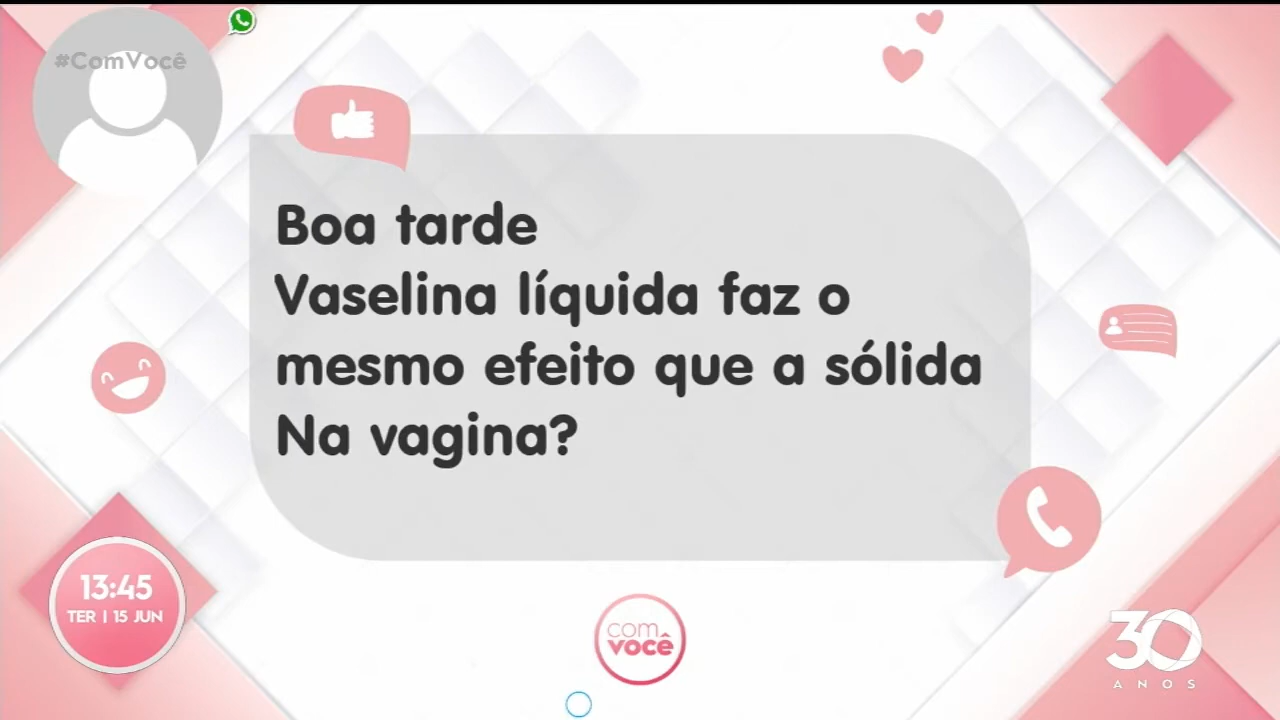 #ComVocê
Boa tarde
Vaselina líquida faz o
mesmo efeito que a sólida
Na vagina?
13:45
TER | 15 JUN
com
você
30
ANOS